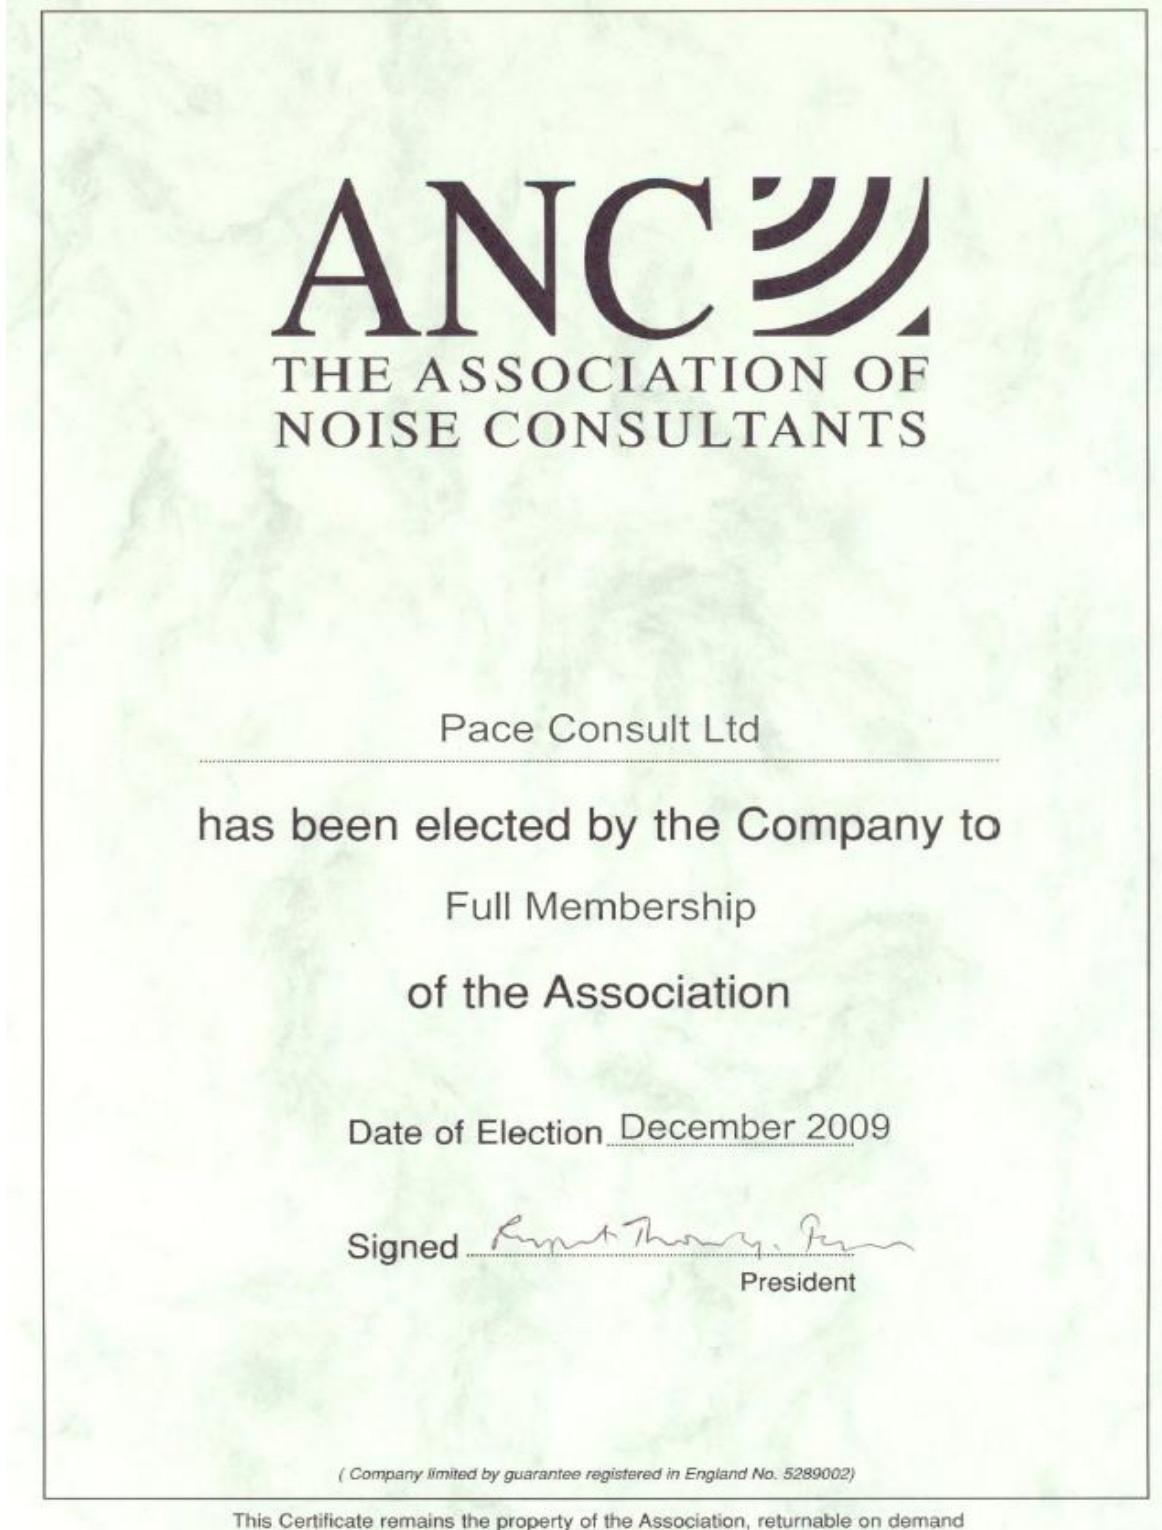 ANC
THE ASSOCIATION OF
NOISE CONSULTANTS
Pace Consult Ltd
has been elected by the Company to
Full Membership
of the Association
Date of Election December 2009
Signed
President
( Company limited by guarantee registered in England No. 5289002)
This Certificate remains the property of the Association, returnable on demand